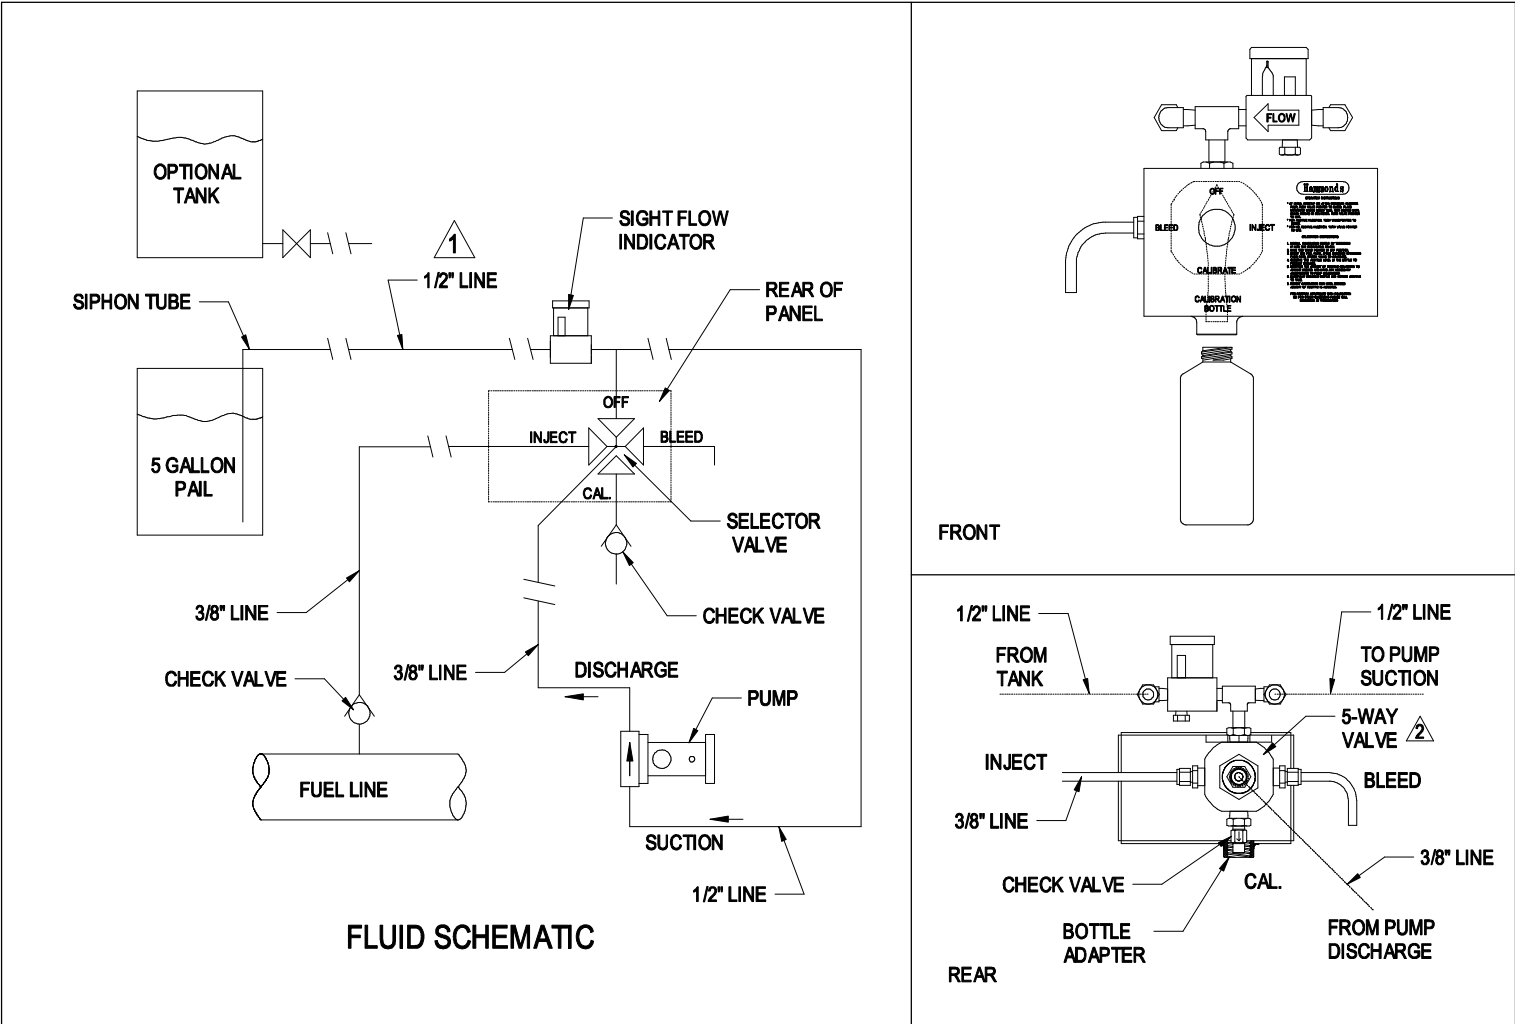 OPTIONAL
TANK
1
SIGHT FLOW
INDICATOR
1/2" LINE
SIPHON TUBE
REAR OF
PANEL
OFF
INJECT
BLEED
CAL.
5 GALLON
PAIL
SELECTOR
VALVE
3/8" LINE
CHECK VALVE
3/8" LINE
DISCHARGE
CHECK VALVE
PUMP
FUEL LINE
SUCTION
1/2" LINE
FLUID SCHEMATIC
FLOW
Hammonds
OFF
BLEED
INJECT
CALIBRATE
CALIBRATION
BOTTLE
FRONT
1/2" LINE
1/2" LINE
FROM
TANK
TO PUMP
SUCTION
5-WAY
VALVE
2
INJECT
BLEED
3/8" LINE
3/8" LINE
CHECK VALVE
CAL.
BOTTLE
ADAPTER
FROM PUMP
DISCHARGE
REAR